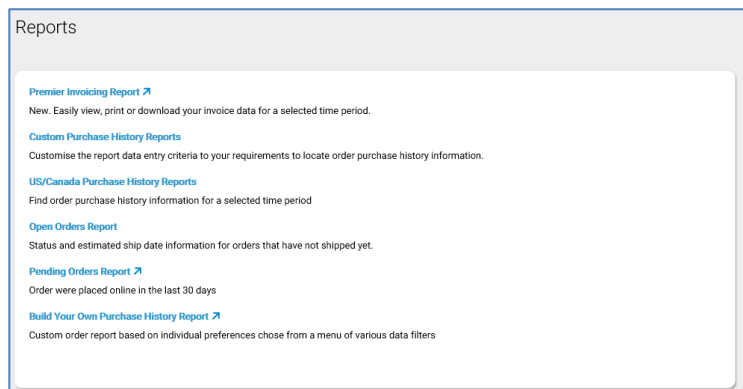 Reports
Premier Invoicing Report
New. Easily view, print or download your invoice data for a selected time period.
Custom Purchase History Reports
Customise the report data entry criteria to your requirements to locate order purchase history information.
US/Canada Purchase History Reports
Find order purchase history information for a selected time period
Open Orders Report
Status and estimated ship date information for orders that have not shipped yet.
Pending Orders Report
Order were placed online in the last 30 days
Build Your Own Purchase History Report
Custom order report based on individual preferences chose from a menu of various data filters